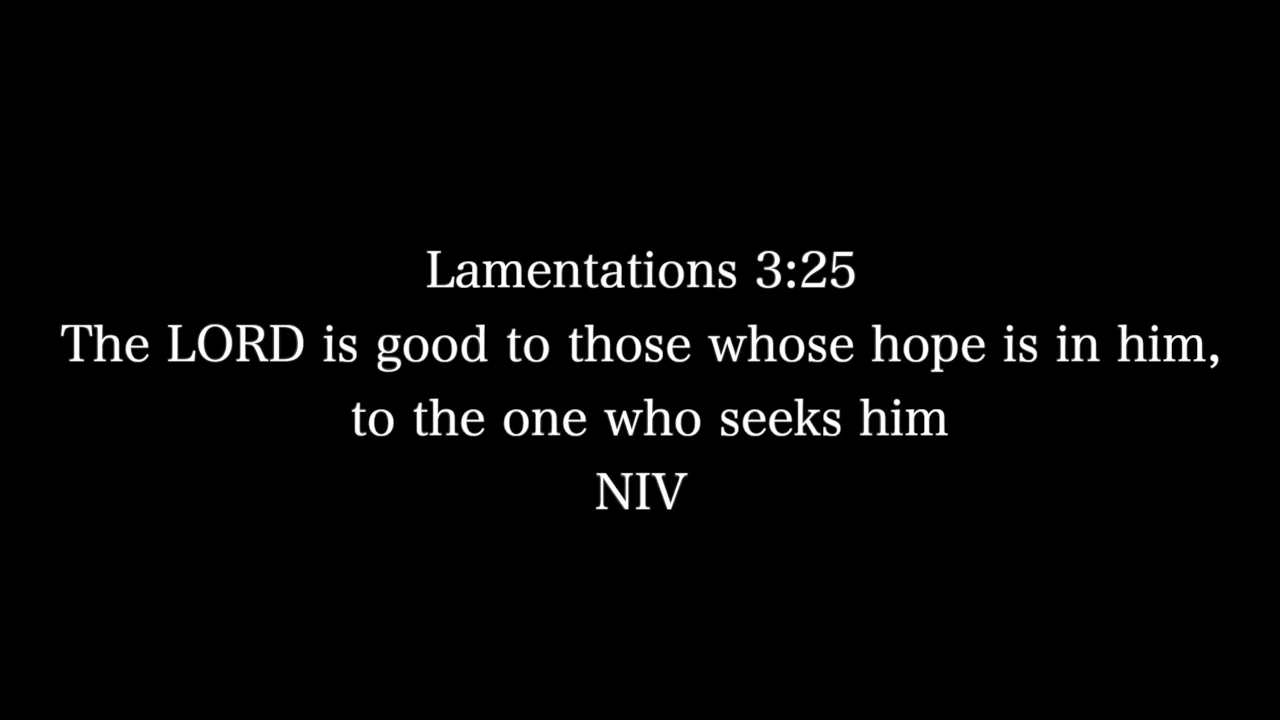 Lamentations 3:25
The LORD is good to those whose hope is in him,
to the one who seeks him
NIV